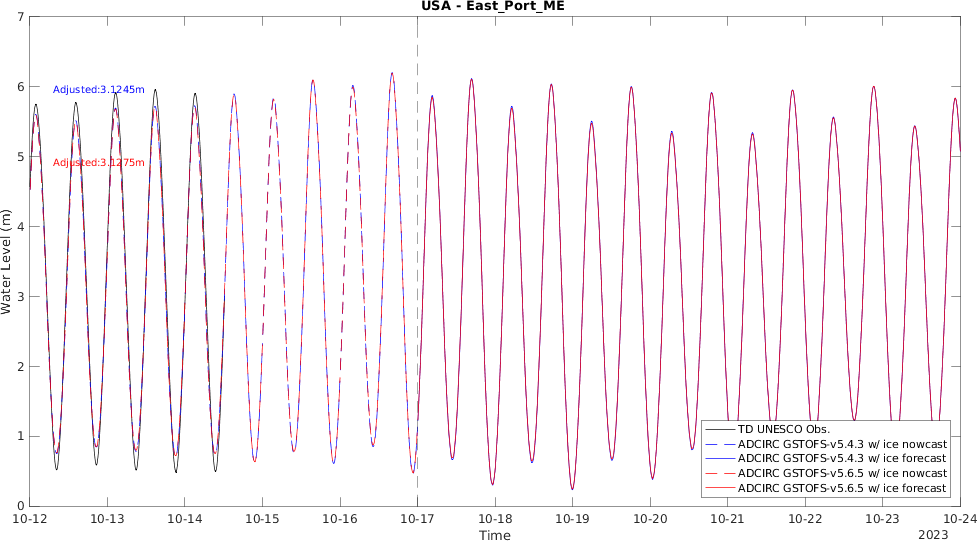 USA - East_Port_ME
7
6
5
4
3
2
1
0
Water Level (m)
Adjusted:3.1245m
Adjusted:3.1275m
TD UNESCO Obs.
ADCIRC GSTOFS-v5.4.3 w/ ice nowcast
ADCIRC GSTOFS-v5.4.3 w/ ice forecast
ADCIRC GSTOFS-v5.6.5 w/ ice nowcast
ADCIRC GSTOFS-v5.6.5 w/ ice forecast
10-12 10-13 10-14 10-15 10-16 10-17 10-18 10-19 10-20 10-21 10-22 10-23 10-24
Time
2023